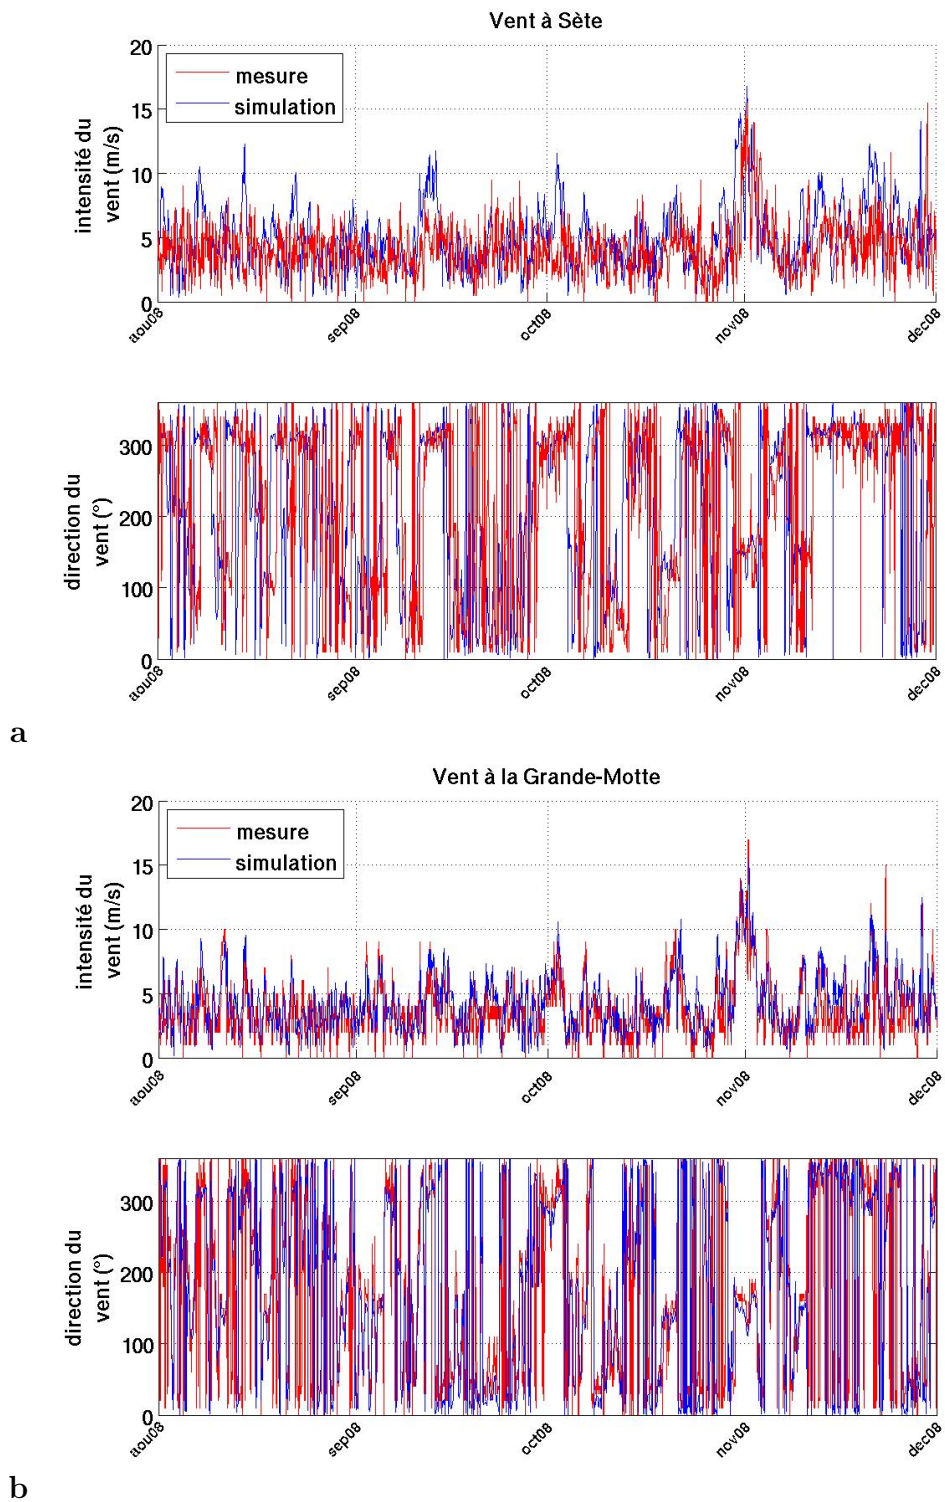 Vent à Sète
20
15
10
5
0
intensité du
vent (m/s)
mesure
simulation
aou08
sep08
oct08
nov08
dec08
300
200
100
0
direction du
vent (°)
aou08
sep08
oct08
nov08
dec08
a
Vent à la Grande-Motte
20
15
10
5
0
intensité du
vent (m/s)
mesure
simulation
aou08
sep08
oct08
nov08
dec08
300
200
100
0
direction du
vent (°)
aou08
sep08
oct08
nov08
dec08
b